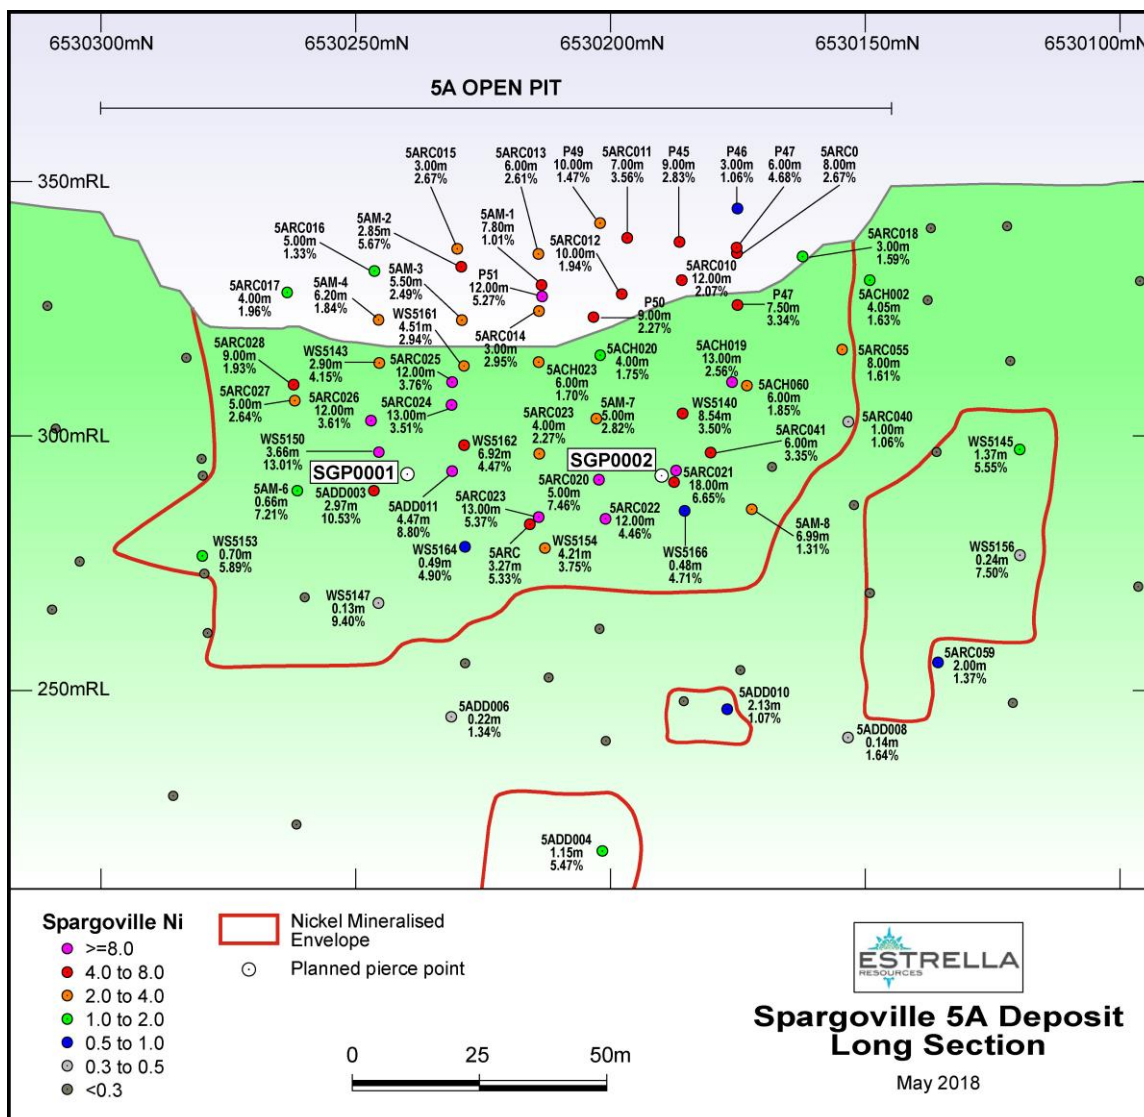 6530300mN
6530250mN
6530200mN
6530150mN
6530100mN
5A OPEN PIT
350mRL
300mRL
250mRL
5ARC015
3.00m
2.67%
5ARC013
6.00m
2.61%
P49
10.00m
1.47%
5ARC011
7.00m
3.56%
P45
9.00m
2.83%
P46
3.00m
1.06%
P47
6.00m
4.68%
5ARC0
8.00m
2.67%
5AM-2
2.85m
5.67%
5AM-1
7.80m
1.01%
5ARC016
5.00m
1.33%
5ARC012
10.00m
1.94%
5ARC018
3.00m
1.59%
5ARC017
4.00m
1.96%
5AM-4
6.20m
1.84%
5AM-3
5.50m
2.49%
P51
12.00m
5.27%
5ARC010
12.00m
2.07%
5ACH002
4.05m
1.63%
WS5161
4.51m
2.94%
P50
9.00m
2.27%
P47
7.50m
3.34%
5ARC014
3.00m
2.95%
5ARC028
9.00m
1.93%
WS5143
2.90m
4.15%
5ARC025
12.00m
3.76%
5ACH020
4.00m
1.75%
5ACH019
13.00m
2.56%
5ARC055
8.00m
1.61%
5ACH023
6.00m
1.70%
5ACH060
6.00m
1.85%
5ARC027
5.00m
2.64%
5ARC026
12.00m
3.61%
5ARC024
13.00m
3.51%
5ARC023
4.00m
2.27%
5AM-7
5.00m
2.82%
WS5140
8.54m
3.50%
5ARC040
1.00m
1.06%
5ARC041
6.00m
3.35%
WS5150
3.66m
13.01%
WS5162
6.92m
4.47%
WS5145
1.37m
5.55%
SGP0001
SGP0002
5AM-6
0.66m
7.21%
5ADD003
2.97m
10.53%
5ADD011
4.47m
8.80%
5ARC023
13.00m
5.37%
5ARC020
5.00m
7.46%
5ARC021
18.00m
6.65%
5ARC022
12.00m
4.46%
5AM-8
6.99m
1.31%
WS5153
0.70m
5.89%
WS5164
0.49m
4.90%
5ARC
3.27m
5.33%
WS5154
4.21m
3.75%
WS5166
0.48m
4.71%
WS5156
0.24m
7.50%
WS5147
0.13m
9.40%
5ARC059
2.00m
1.37%
5ADD006
0.22m
1.34%
5ADD010
2.13m
1.07%
5ADD008
0.14m
1.64%
5ADD004
1.15m
5.47%
Spargoville Ni
>=8.0
4.0 to 8.0
2.0 to 4.0
1.0 to 2.0
0.5 to 1.0
0.3 to 0.5
<0.3
Nickel Mineralised
Envelope
Planned pierce point
0
25
50m
ESTRELLA
RESOURCES
Spargoville 5A Deposit
Long Section
May 2018